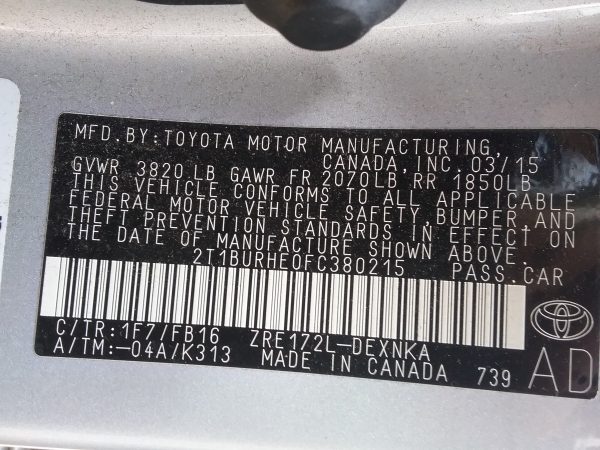 MFD. BY: TOYOTA MOTOR MANUFACTURING,
CANADA, INC. 03/15
GVWR 3820 LB GAWR FR 2070LB RR 1850LB
THIS VEHICLE CONFORMS TO ALL APPLICABLE
FEDERAL MOTOR VEHICLE SAFETY, BUMPER, AND
THEFT PREVENTION STANDARDS IN EFFECT ON
THE DATE OF MANUFACTURE SHOWN ABOVE.
2T1BURHE0FC380215 PASS. CAR
C/TR: 1F7/FB16 ZRE172L-DEXNKA
A/TM: -04A/K313 MADE IN CANADA 739
AD